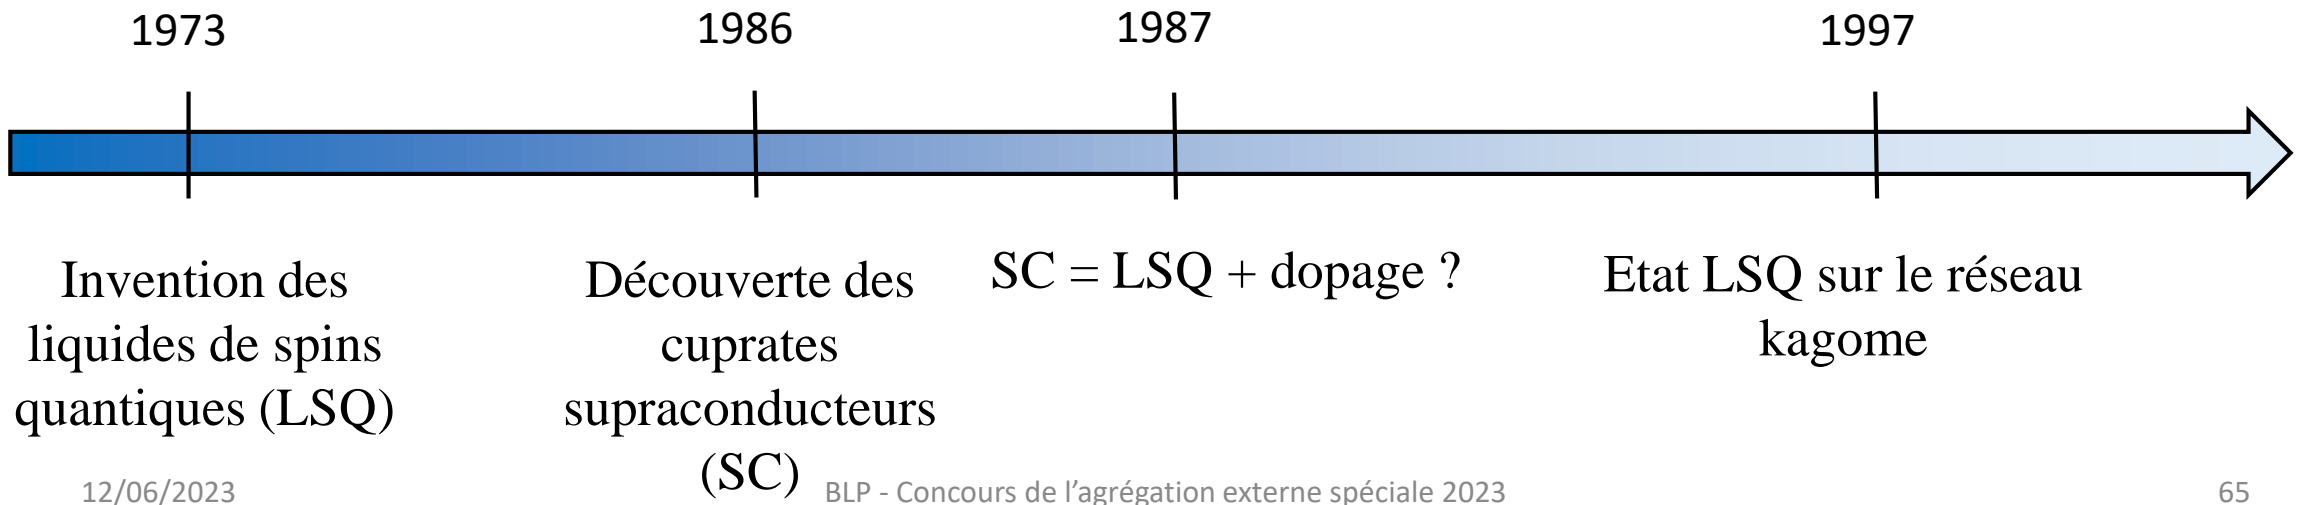 1973
1986
1987
1997
Invention des
liquides de spins
quantiques (LSQ)
Découverte des
cuprates
supraconducteurs
(SC)
SC = LSQ + dopage ?
Etat LSQ sur le réseau
kagome
12/06/2023
BLP - Concours de l'agrégation externe spéciale 2023
65